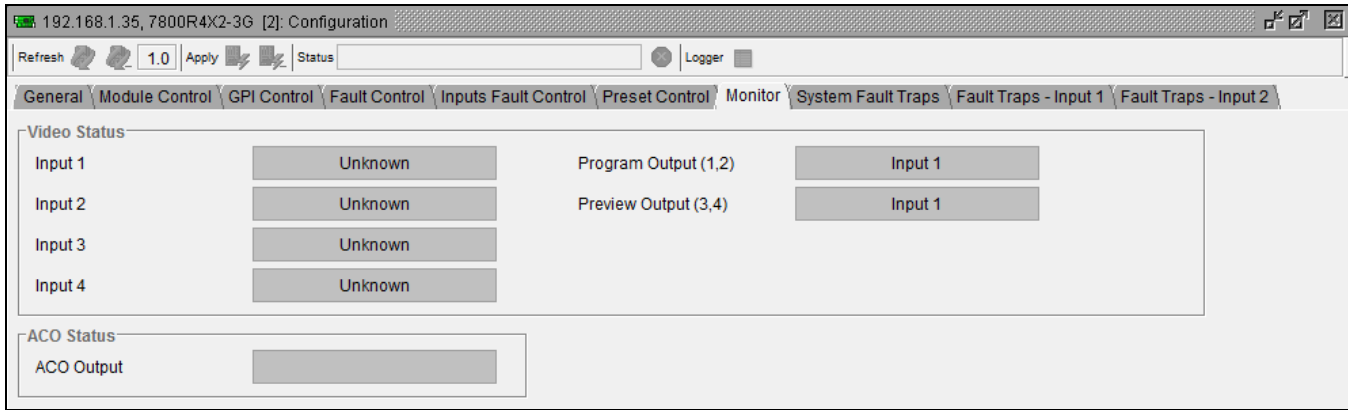 192.168.1.35, 7800R4X2-3G [2]: Configuration
Refresh 1.0 Apply Status Logger
General Module Control GPI Control Fault Control Inputs Fault Control Preset Control Monitor System Fault Traps Fault Traps - Input 1 Fault Traps - Input 2
Video Status
Input 1 Unknown Program Output (1,2) Input 1
Input 2 Unknown Preview Output (3,4) Input 1
Input 3 Unknown
Input 4 Unknown
ACO Status
ACO Output